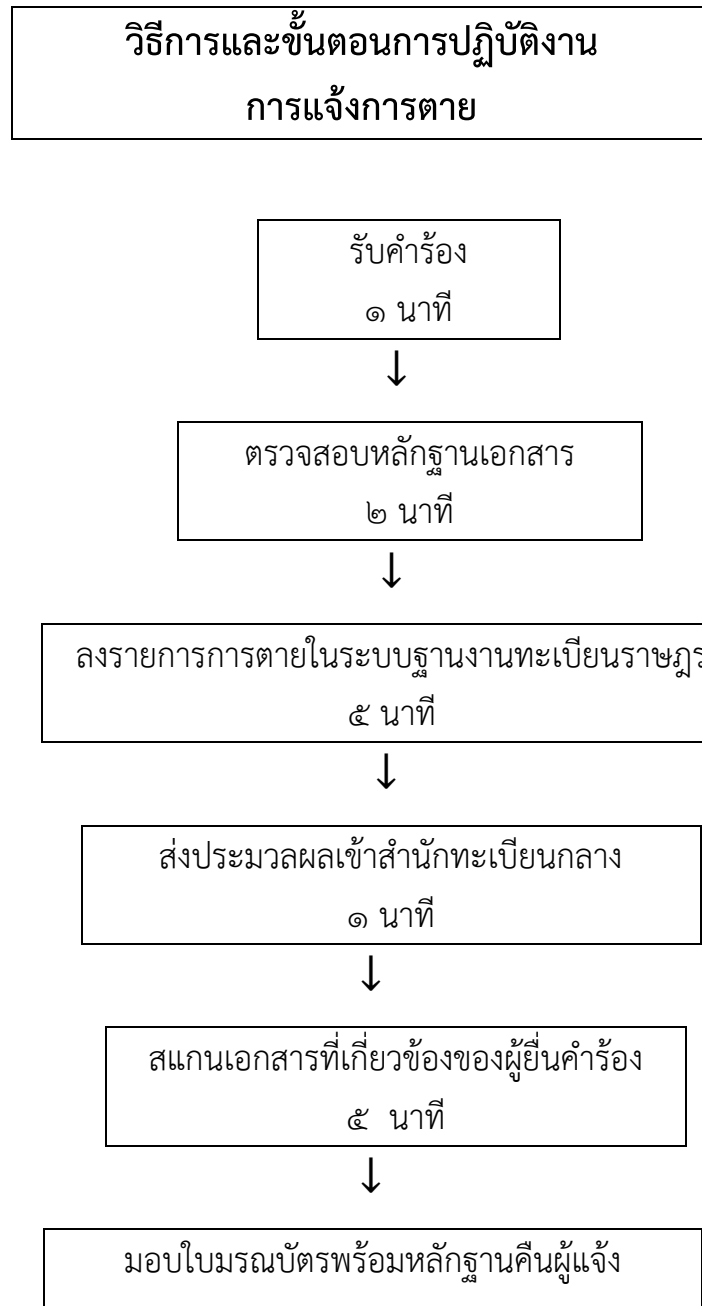 วิธีการและขั้นตอนการปฏิบัติงาน
การแจ้งการตาย
รับคำร้อง
๑ นาที
↓
ตรวจสอบหลักฐานเอกสาร
๒ นาที
↓
ลงรายการการตายในระบบฐานงานทะเบียนราษฎร
๕ นาที
↓
ส่งประมวลผลเข้าสำนักทะเบียนกลาง
๑ นาที
↓
สแกนเอกสารที่เกี่ยวข้องของผู้ยื่นคำร้อง
๕ นาที
↓
มอบใบมรณบัตรพร้อมหลักฐานคืนผู้แจ้ง